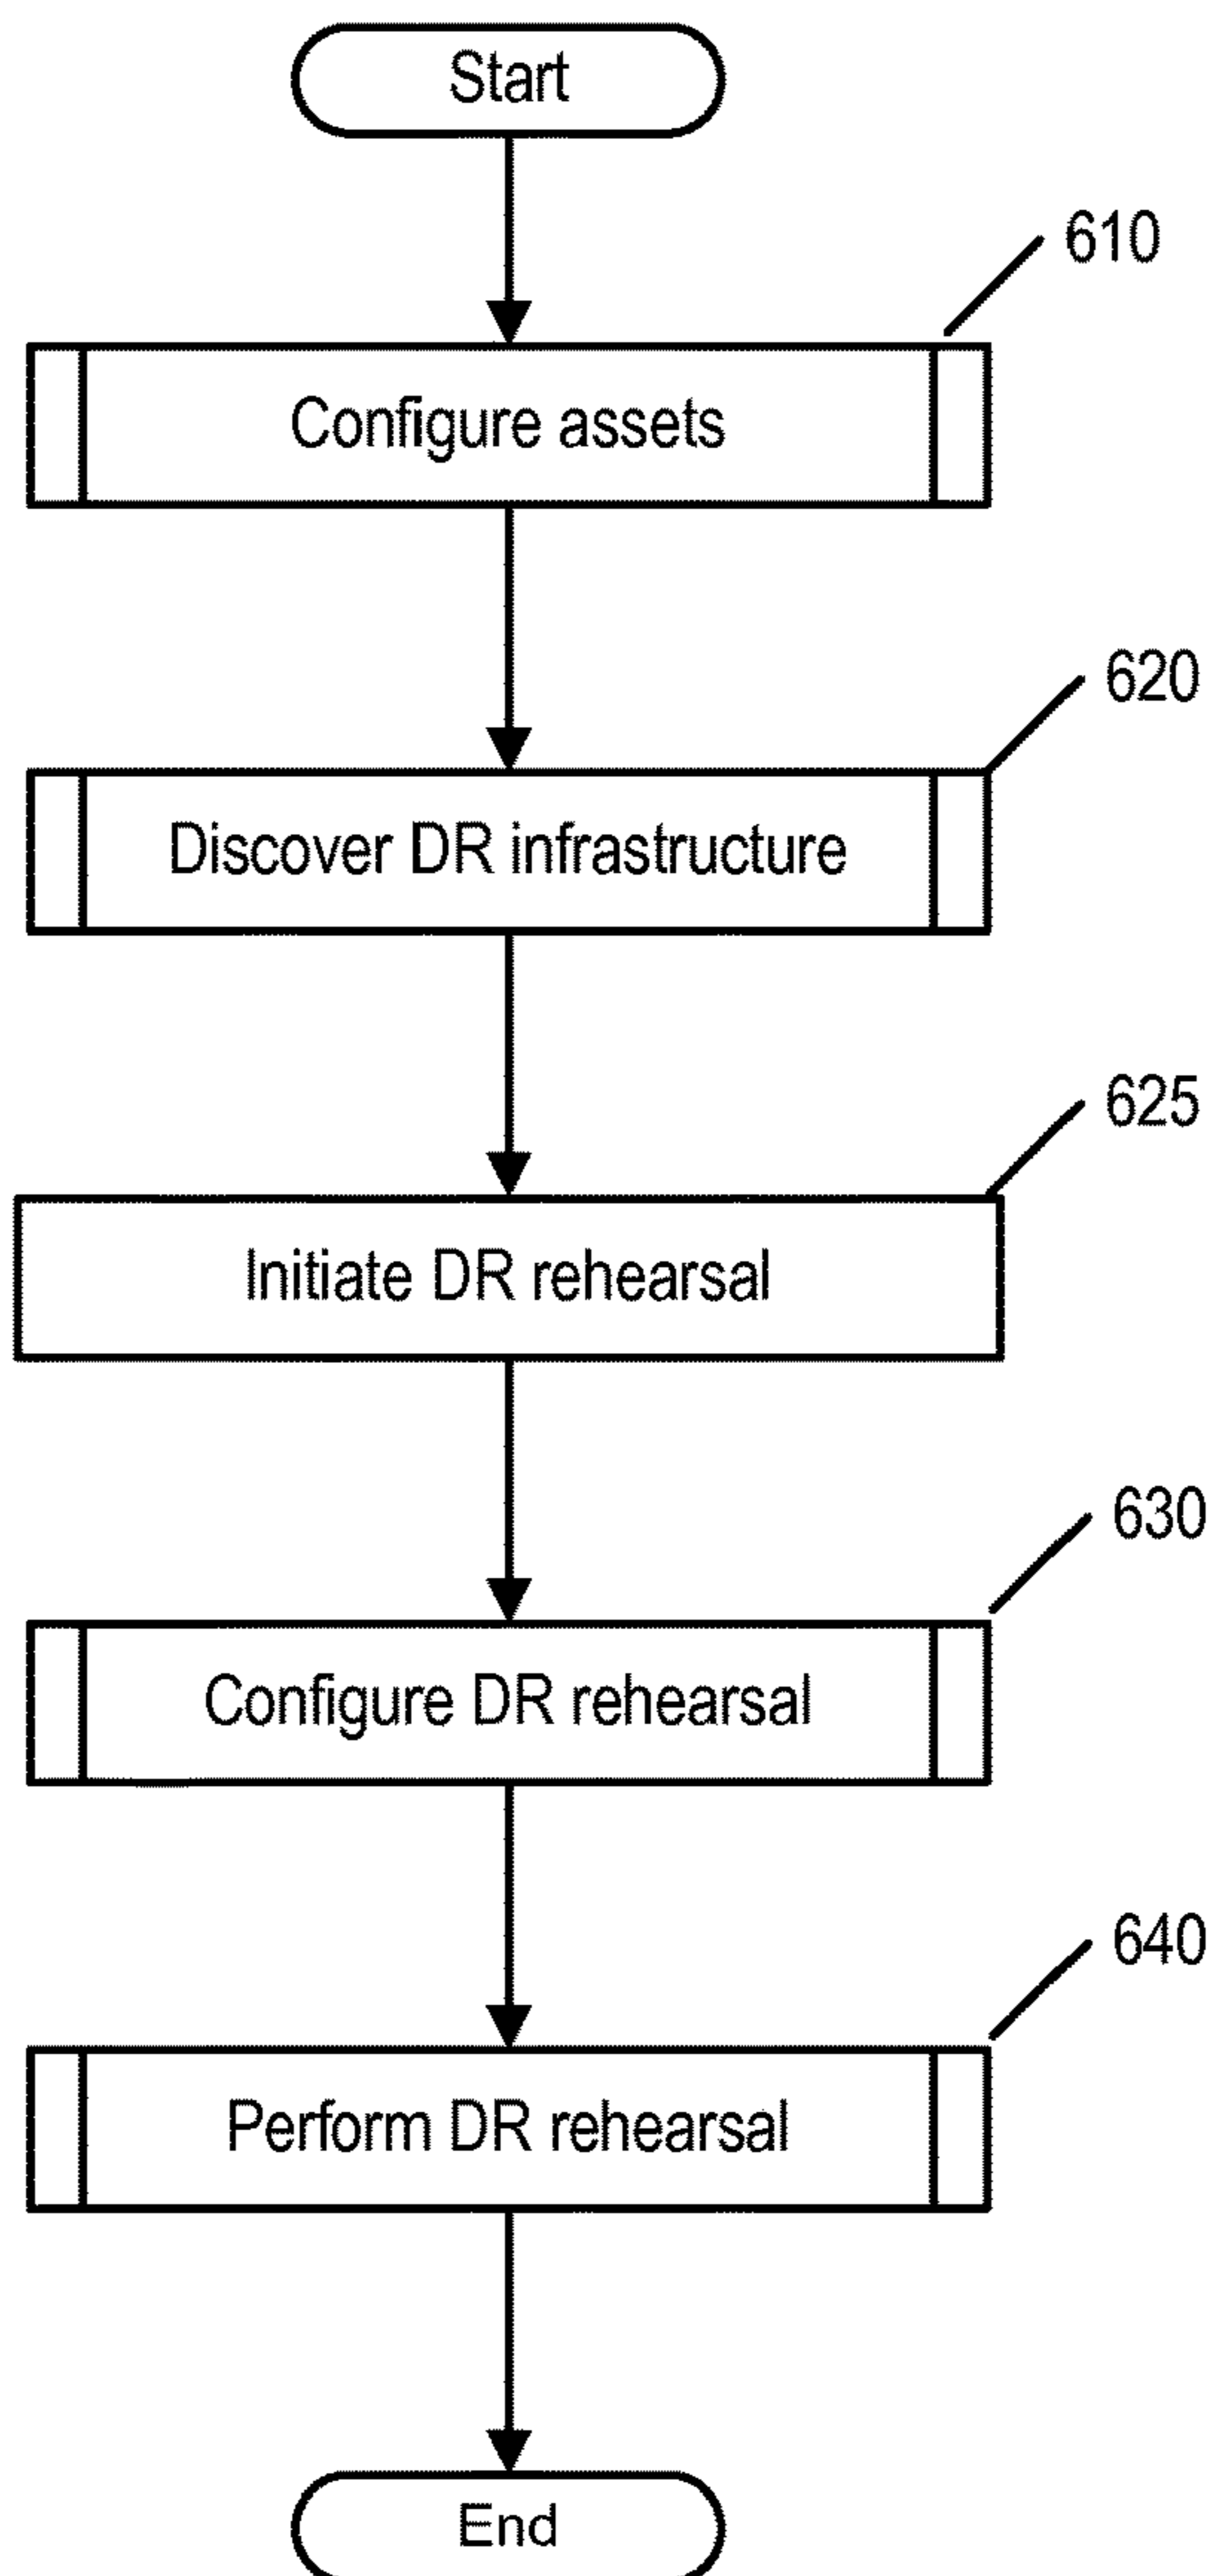 Start
610
Configure assets
620
Discover DR infrastructure
625
Initiate DR rehearsal
630
Configure DR rehearsal
640
Perform DR rehearsal
End